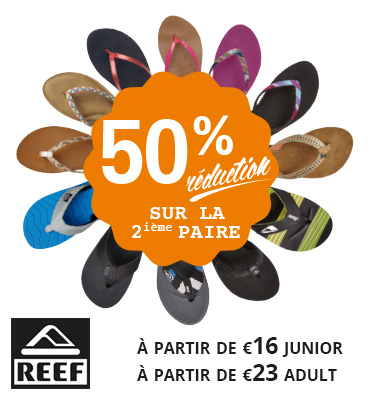 50%
réduction
SUR LA
2ième PAIRE
REEF
À PARTIR DE €16 JUNIOR
À PARTIR DE €23 ADULT